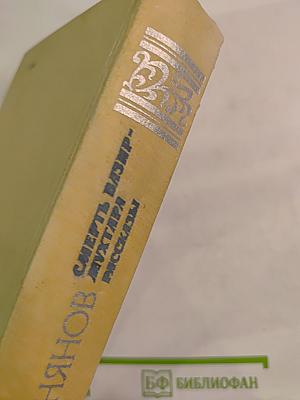 НЯНОВ
СМЕРТЬ ВАЗИР-
МУХТАРА
РАССКАЗЫ
БФ БИБЛИОФАН